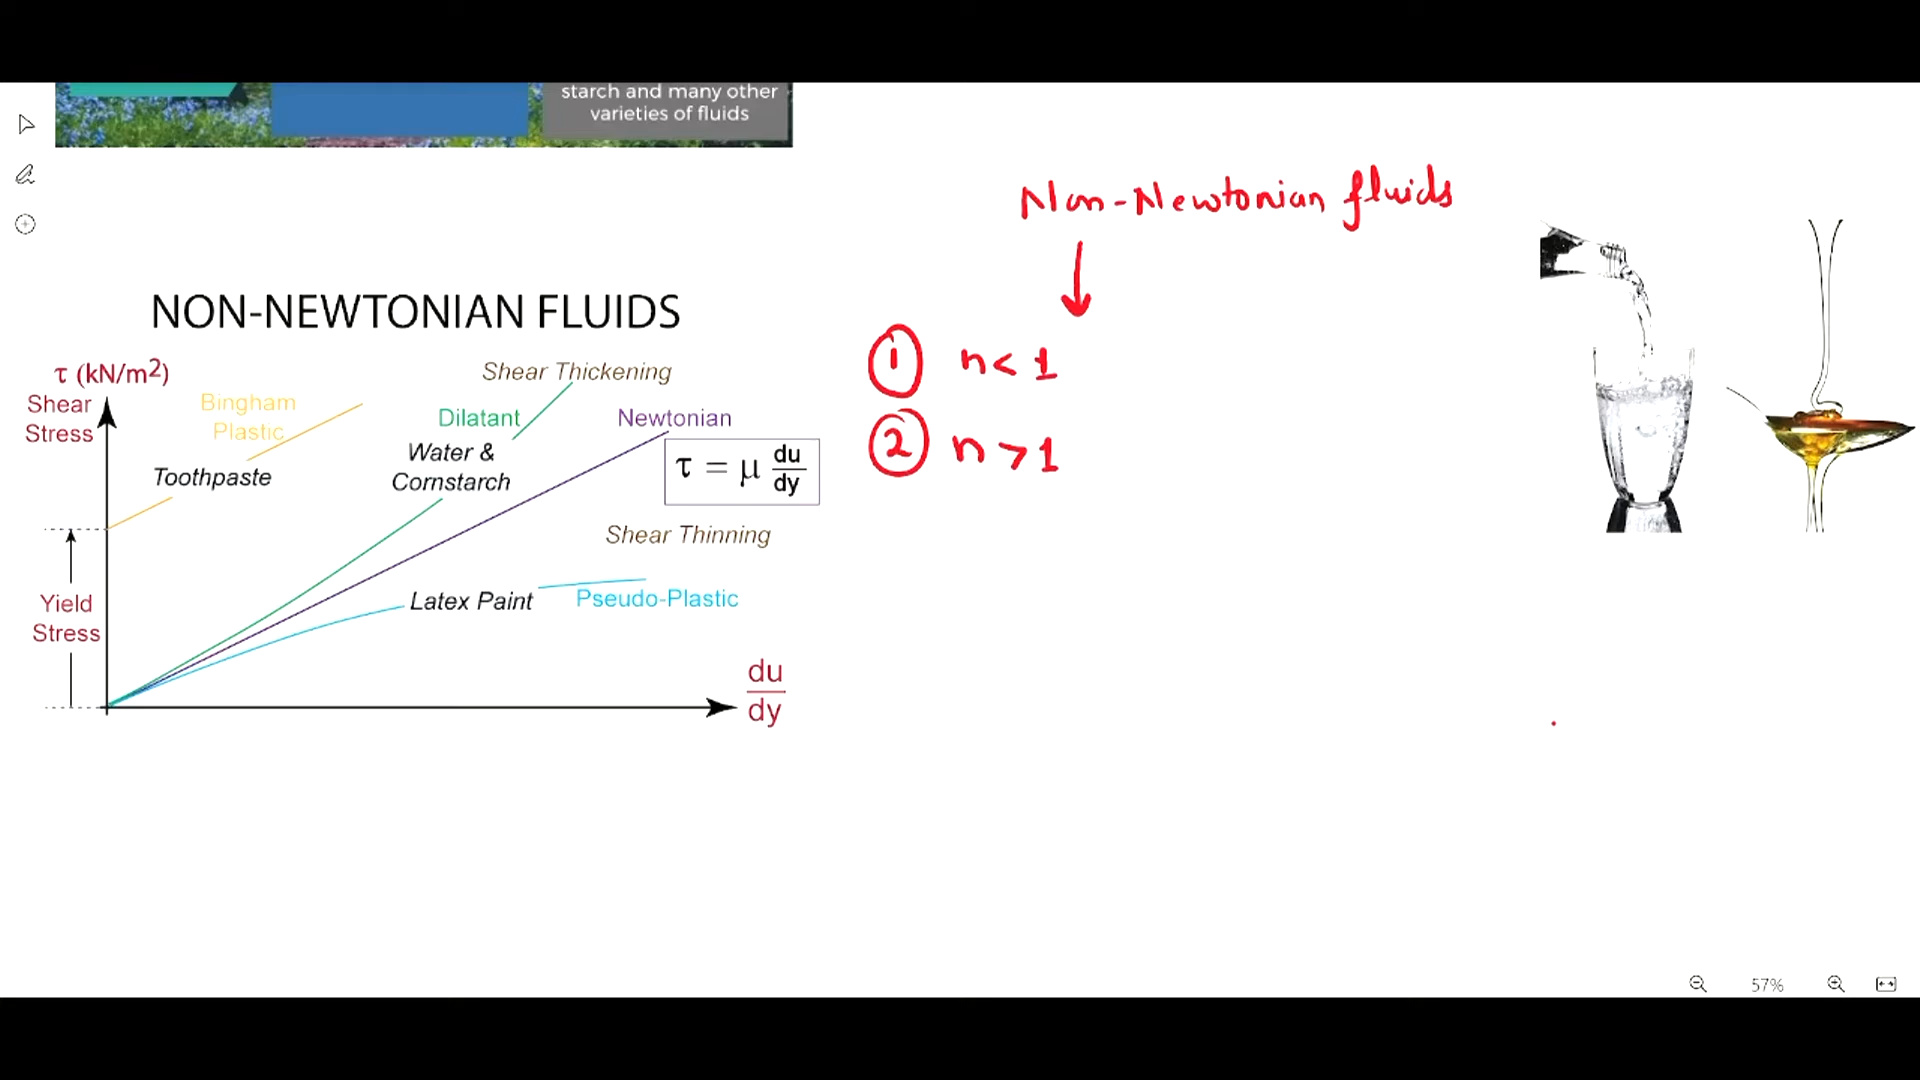 starch and many other
varieties of fluids
Non-Newtonian fluids
NON-NEWTONIAN FLUIDS
τ (kN/m2)
Shear
Stress
Bingham
Plastic
Toothpaste
Shear Thickening
Dilatant
Water &
Cornstarch
Newtonian
τ = μ du/dy
Shear Thinning
Latex Paint
Pseudo-Plastic
Yield
Stress
du
dy
① n < 1
② n > 1
57%